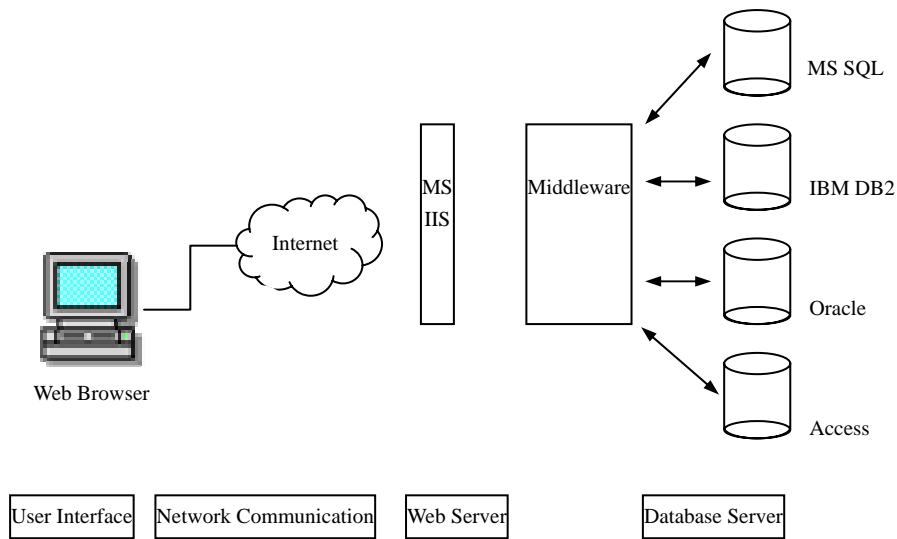 MS SQL
MS
IIS
Middleware
IBM DB2
Internet
Oracle
Web Browser
Access
User Interface
Network Communication
Web Server
Database Server